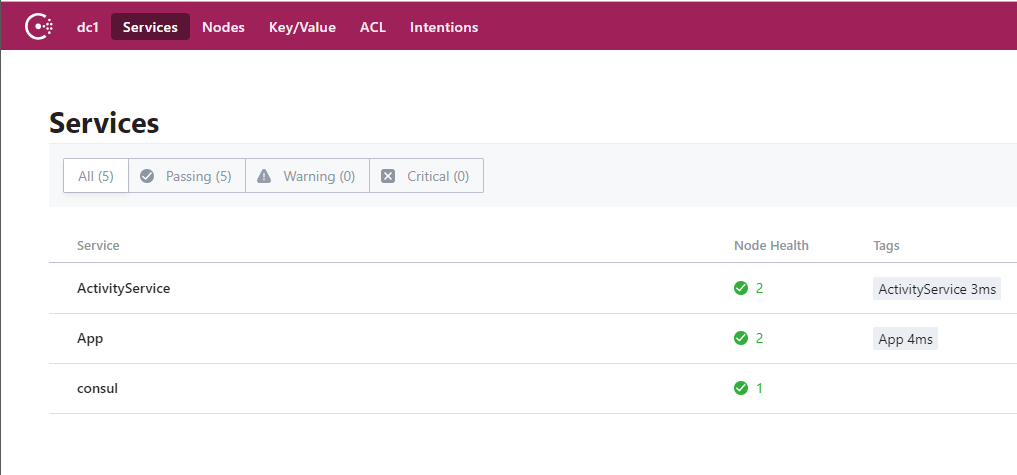 dc1 Services Nodes Key/Value ACL Intentions
Services
All (5) Passing (5) Warning (0) Critical (0)
Service Node Health Tags
ActivityService 2 ActivityService 3ms
App 2 App 4ms
consul 1